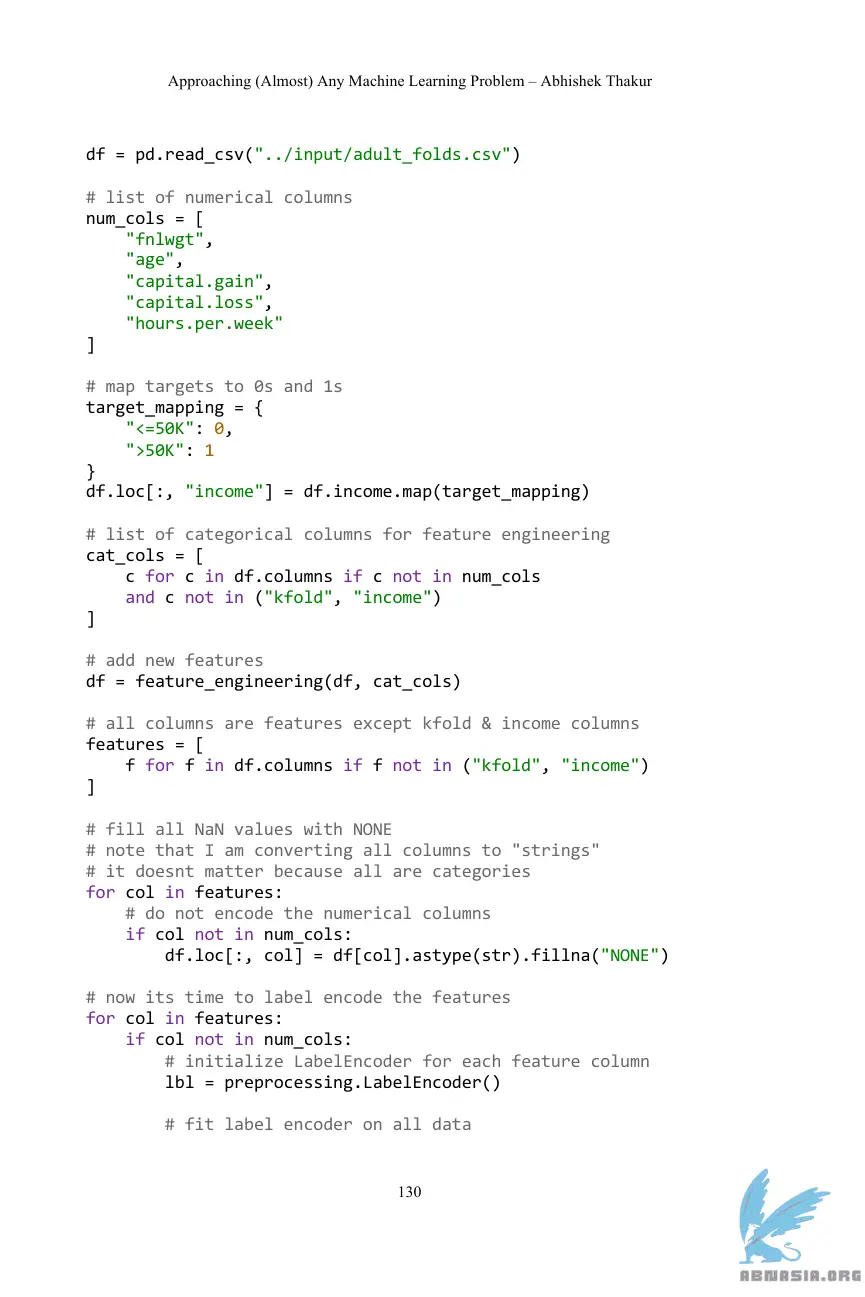 Approaching (Almost) Any Machine Learning Problem – Abhishek Thakur
df = pd.read_csv("../input/adult_folds.csv")
# list of numerical columns
num_cols = [
    "fnlwgt",
    "age",
    "capital.gain",
    "capital.loss",
    "hours.per.week"
]
# map targets to 0s and 1s
target_mapping = {
    "<=50K": 0,
    ">50K": 1
}
df.loc[:, "income"] = df.income.map(target_mapping)
# list of categorical columns for feature engineering
cat_cols = [
    c for c in df.columns if c not in num_cols
    and c not in ("kfold", "income")
]
# add new features
df = feature_engineering(df, cat_cols)
# all columns are features except kfold & income columns
features = [
    f for f in df.columns if f not in ("kfold", "income")
]
# fill all NaN values with NONE
# note that I am converting all columns to "strings"
# it doesnt matter because all are categories
for col in features:
    # do not encode the numerical columns
    if col not in num_cols:
        df.loc[:, col] = df[col].astype(str).fillna("NONE")
# now its time to label encode the features
for col in features:
    if col not in num_cols:
        # initialize LabelEncoder for each feature column
        lbl = preprocessing.LabelEncoder()
        # fit label encoder on all data
130
ABNASIA.ORG